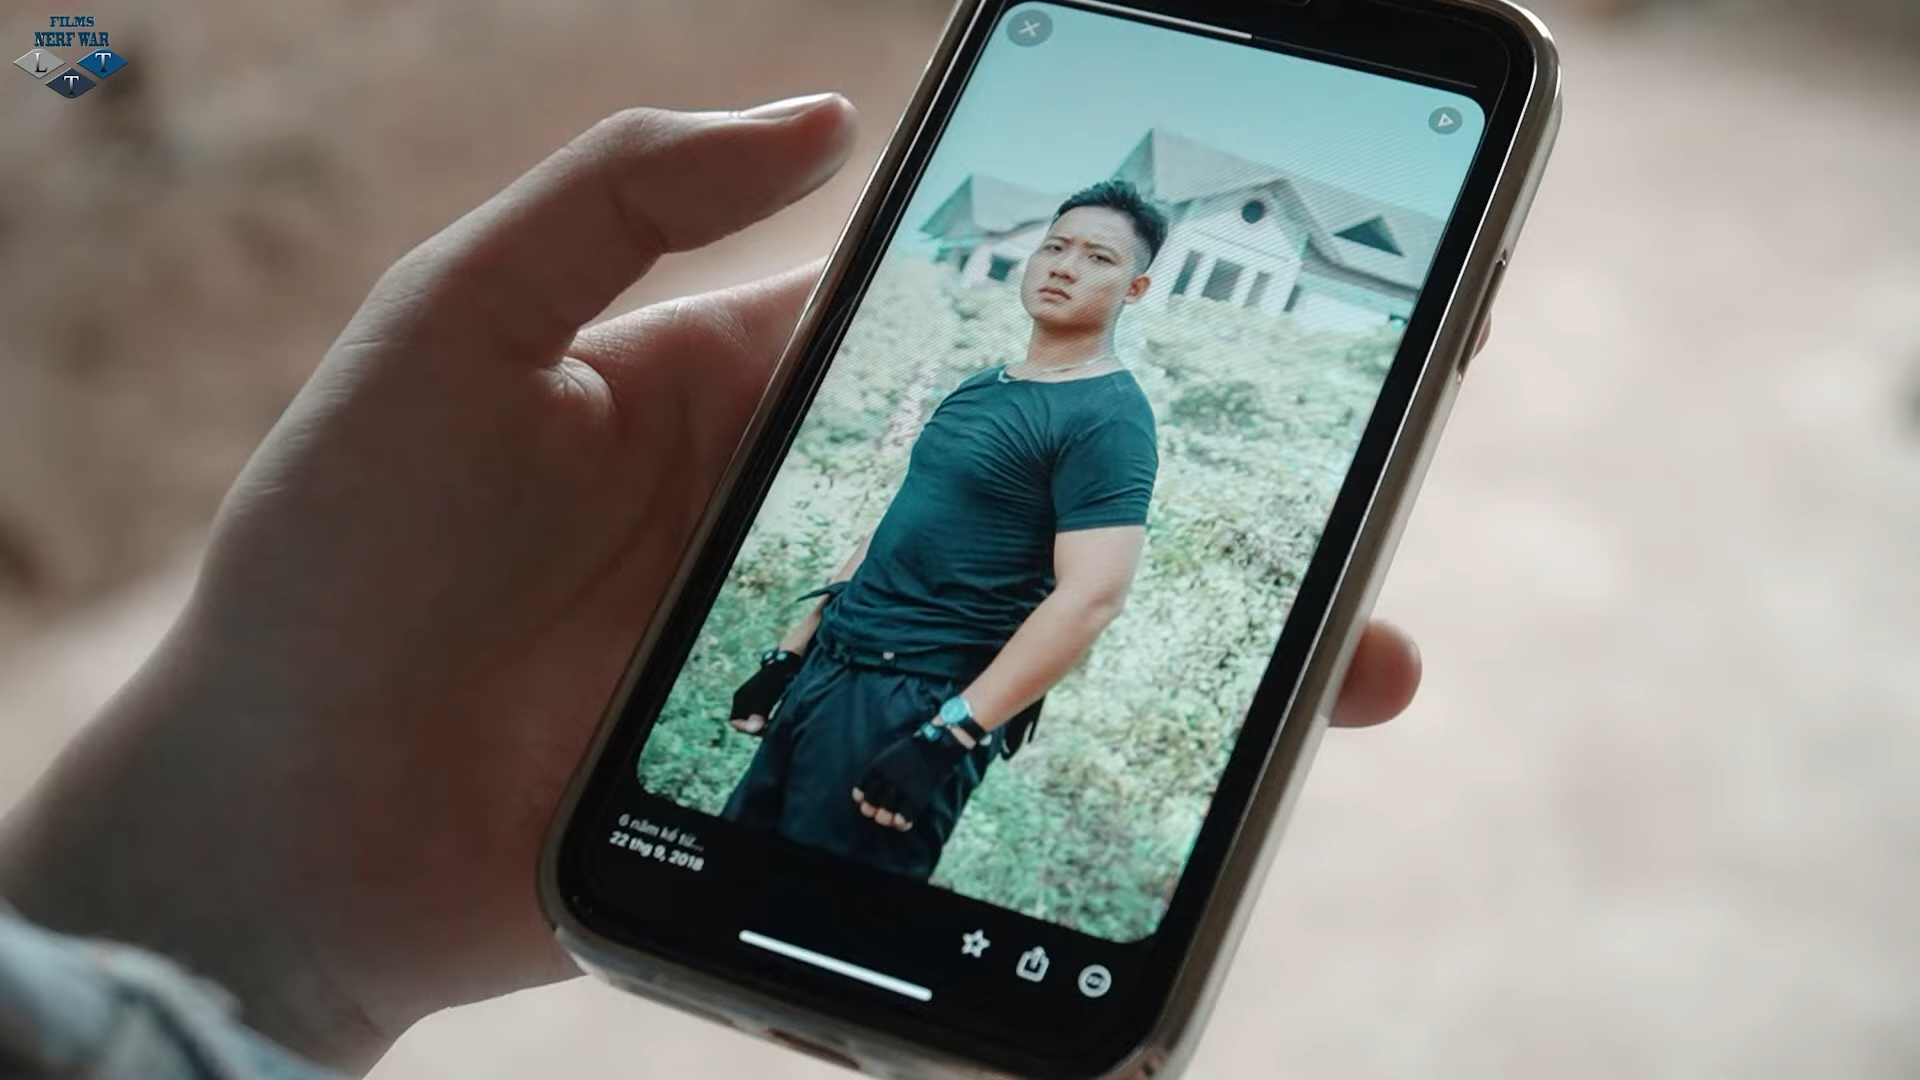 FILMS
NERF WAR
L T T
6 năm kể từ...
22 thg 9, 2018